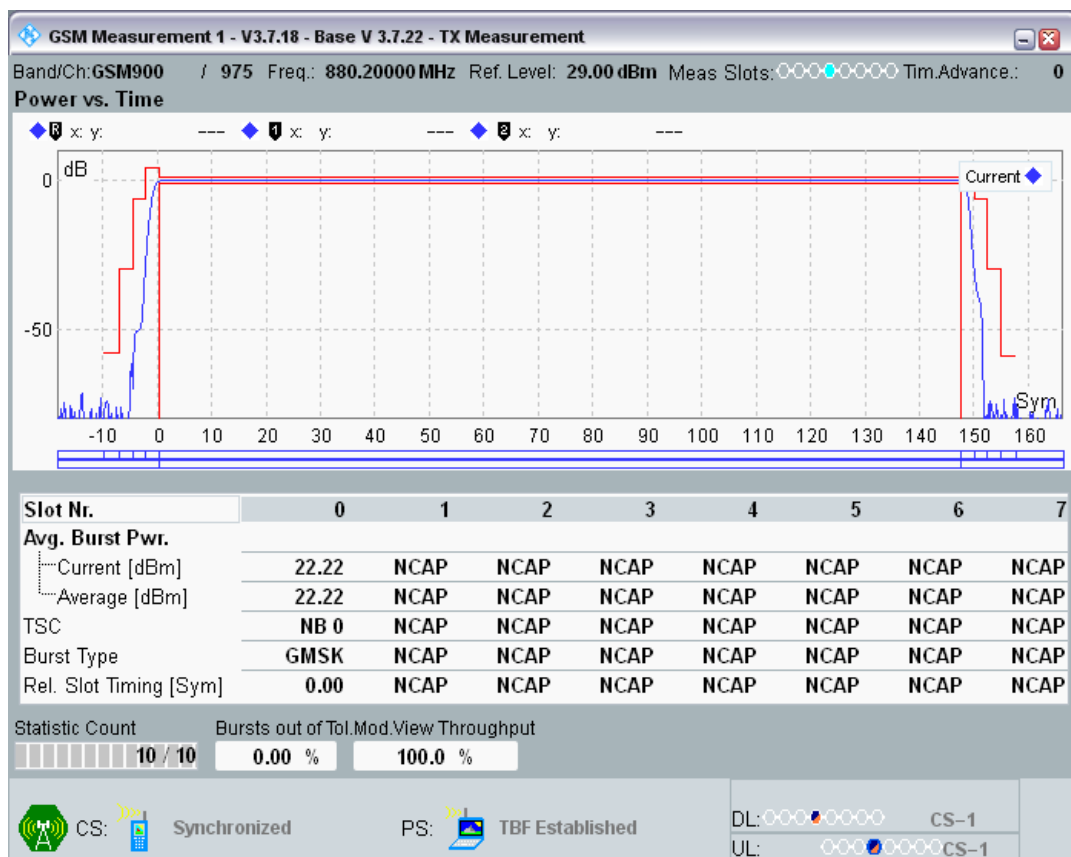 GSM Measurement 1 - V3.7.18 - Base V 3.7.22 - TX Measurement
Band/Ch:GSM900 / 975 Freq.: 880.20000 MHz Ref. Level: 29.00 dBm Meas Slots: Tim.Advance.: 0
Power vs. Time
R x: y: --- 1 x: y: --- 2 x: y: ---
dB
Current
0
-50
Sym
-10 0 10 20 30 40 50 60 70 80 90 100 110 120 130 140 150 160
Slot Nr. 0 1 2 3 4 5 6 7
Avg. Burst Pwr.
Current [dBm] 22.22 NCAP NCAP NCAP NCAP NCAP NCAP NCAP
Average [dBm] 22.22 NCAP NCAP NCAP NCAP NCAP NCAP NCAP
TSC NB 0 NCAP NCAP NCAP NCAP NCAP NCAP NCAP
Burst Type GMSK NCAP NCAP NCAP NCAP NCAP NCAP NCAP
Rel. Slot Timing [Sym] 0.00 NCAP NCAP NCAP NCAP NCAP NCAP NCAP
Statistic Count Bursts out of Tol.Mod.View Throughput
10 / 10 0.00 % 100.0 %
CS: Synchronized PS: TBF Established
DL: CS-1
UL: CS-1